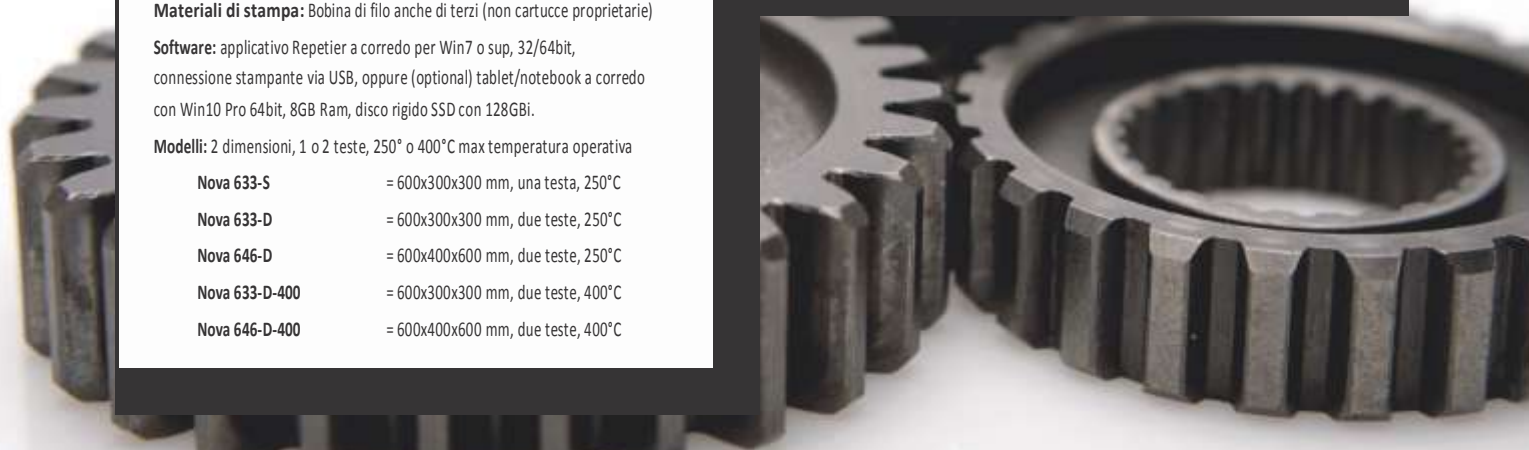 Materiali di stampa: Bobina di filo anche di terzi (non cartucce proprietarie)
Software: applicativo Repetier a corredo per Win7 o sup, 32/64bit,
connessione stampante via USB, oppure (optional) tablet/notebook a corredo
con Win10 Pro 64bit, 8GB Ram, disco rigido SSD con 128GBi.
Modelli: 2 dimensioni, 1 o 2 teste, 250° o 400°C max temperatura operativa
Nova 633-S = 600x300x300 mm, una testa, 250°C
Nova 633-D = 600x300x300 mm, due teste, 250°C
Nova 646-D = 600x400x600 mm, due teste, 250°C
Nova 633-D-400 = 600x300x300 mm, due teste, 400°C
Nova 646-D-400 = 600x400x600 mm, due teste, 400°C